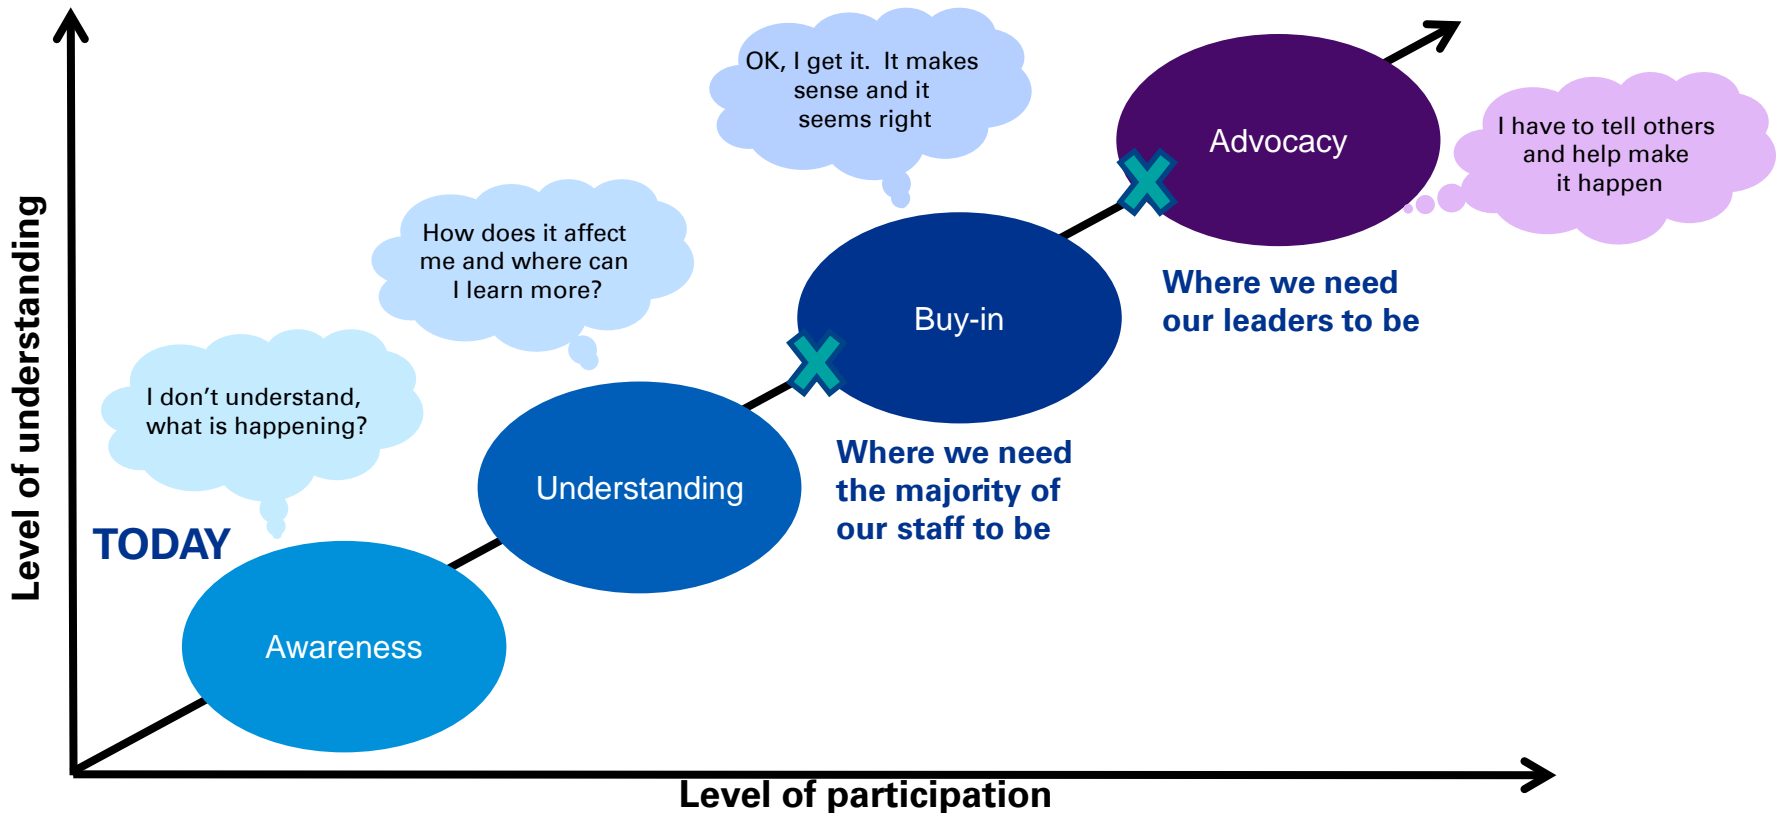 Level of understanding
I don't understand,
what is happening?
TODAY
Awareness
How does it affect
me and where can
I learn more?
Understanding
OK, I get it.  It makes
sense and it
seems right
Buy-in
Where we need
the majority of
our staff to be
Advocacy
I have to tell others
and help make
it happen
Where we need
our leaders to be
Level of participation